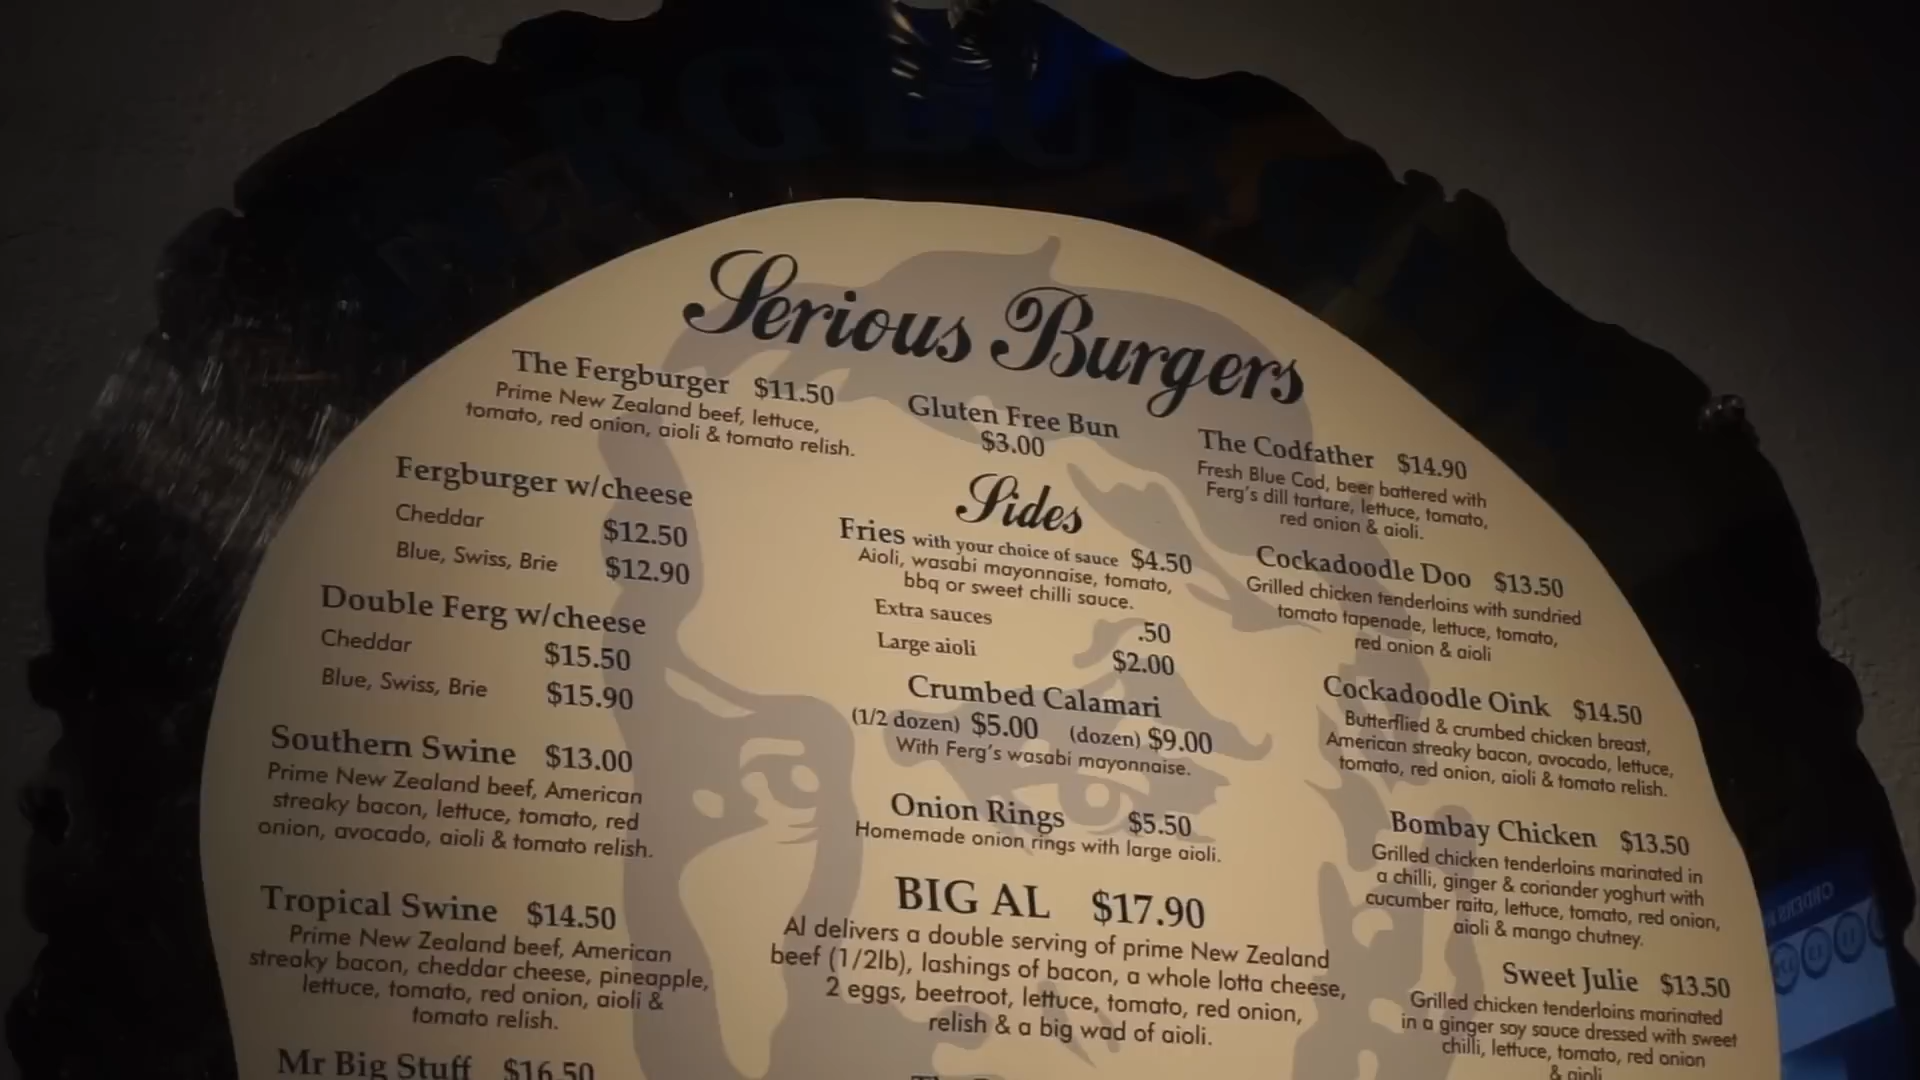 Serious Burgers
The Fergburger $11.50
Prime New Zealand beef, lettuce,
tomato, red onion, aioli & tomato relish.
Fergburger w/cheese
Cheddar $12.50
Blue, Swiss, Brie $12.90
Double Ferg w/cheese
Cheddar $15.50
Blue, Swiss, Brie $15.90
Southern Swine $13.00
Prime New Zealand beef, American
streaky bacon, lettuce, tomato, red
onion, avocado, aioli & tomato relish.
Tropical Swine $14.50
Prime New Zealand beef, American
streaky bacon, cheddar cheese, pineapple,
lettuce, tomato, red onion, aioli &
tomato relish.
Mr Big Stuff $16.50
Gluten Free Bun
$3.00
Sides
Fries with your choice of sauce $4.50
Aioli, wasabi mayonnaise, tomato,
bbq or sweet chilli sauce.
Extra sauces .50
Large aioli $2.00
Crumbed Calamari
(1/2 dozen) $5.00 (dozen) $9.00
With Ferg's wasabi mayonnaise.
Onion Rings $5.50
Homemade onion rings with large aioli.
BIG AL $17.90
Al delivers a double serving of prime New Zealand
beef (1/2lb), lashings of bacon, a whole lotta cheese,
2 eggs, beetroot, lettuce, tomato, red onion,
relish & a big wad of aioli.
The Codfather $14.90
Fresh Blue Cod, beer battered with
Ferg's dill tartare, lettuce, tomato,
red onion & aioli.
Cockadoodle Doo $13.50
Grilled chicken tenderloins with sundried
tomato tapenade, lettuce, tomato,
red onion & aioli
Cockadoodle Oink $14.50
Butterflied & crumbed chicken breast,
American streaky bacon, avocado, lettuce,
tomato, red onion, aioli & tomato relish.
Bombay Chicken $13.50
Grilled chicken tenderloins marinated in
a chilli, ginger & coriander yoghurt with
cucumber raita, lettuce, tomato, red onion,
aioli & mango chutney.
Sweet Julie $13.50
Grilled chicken tenderloins marinated
in a ginger soy sauce dressed with sweet
chilli, lettuce, tomato, red onion
& aioli